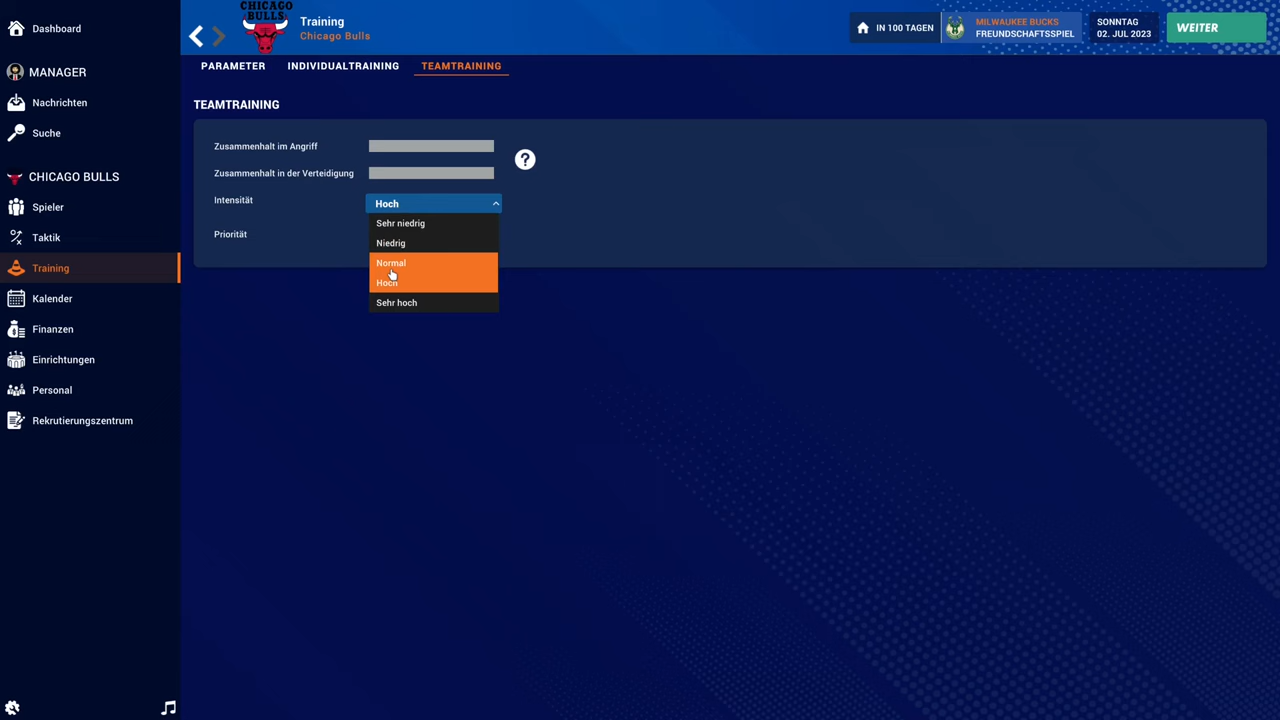 Dashboard
MANAGER
Nachrichten
Suche
CHICAGO BULLS
Spieler
Taktik
Training
Kalender
Finanzen
Einrichtungen
Personal
Rekrutierungszentrum
CHICAGO
BULLS
Training
Chicago Bulls
IN 100 TAGEN
MILWAUKEE BUCKS
FREUNDSCHAFTSSPIEL
SONNTAG
02. JUL 2023
WEITER
PARAMETER
INDIVIDUALTRAINING
TEAMTRAINING
TEAMTRAINING
Zusammenhalt im Angriff
?
Zusammenhalt in der Verteidigung
Intensität
Hoch
Sehr niedrig
Priorität
Niedrig
Normal
Hoch
Sehr hoch